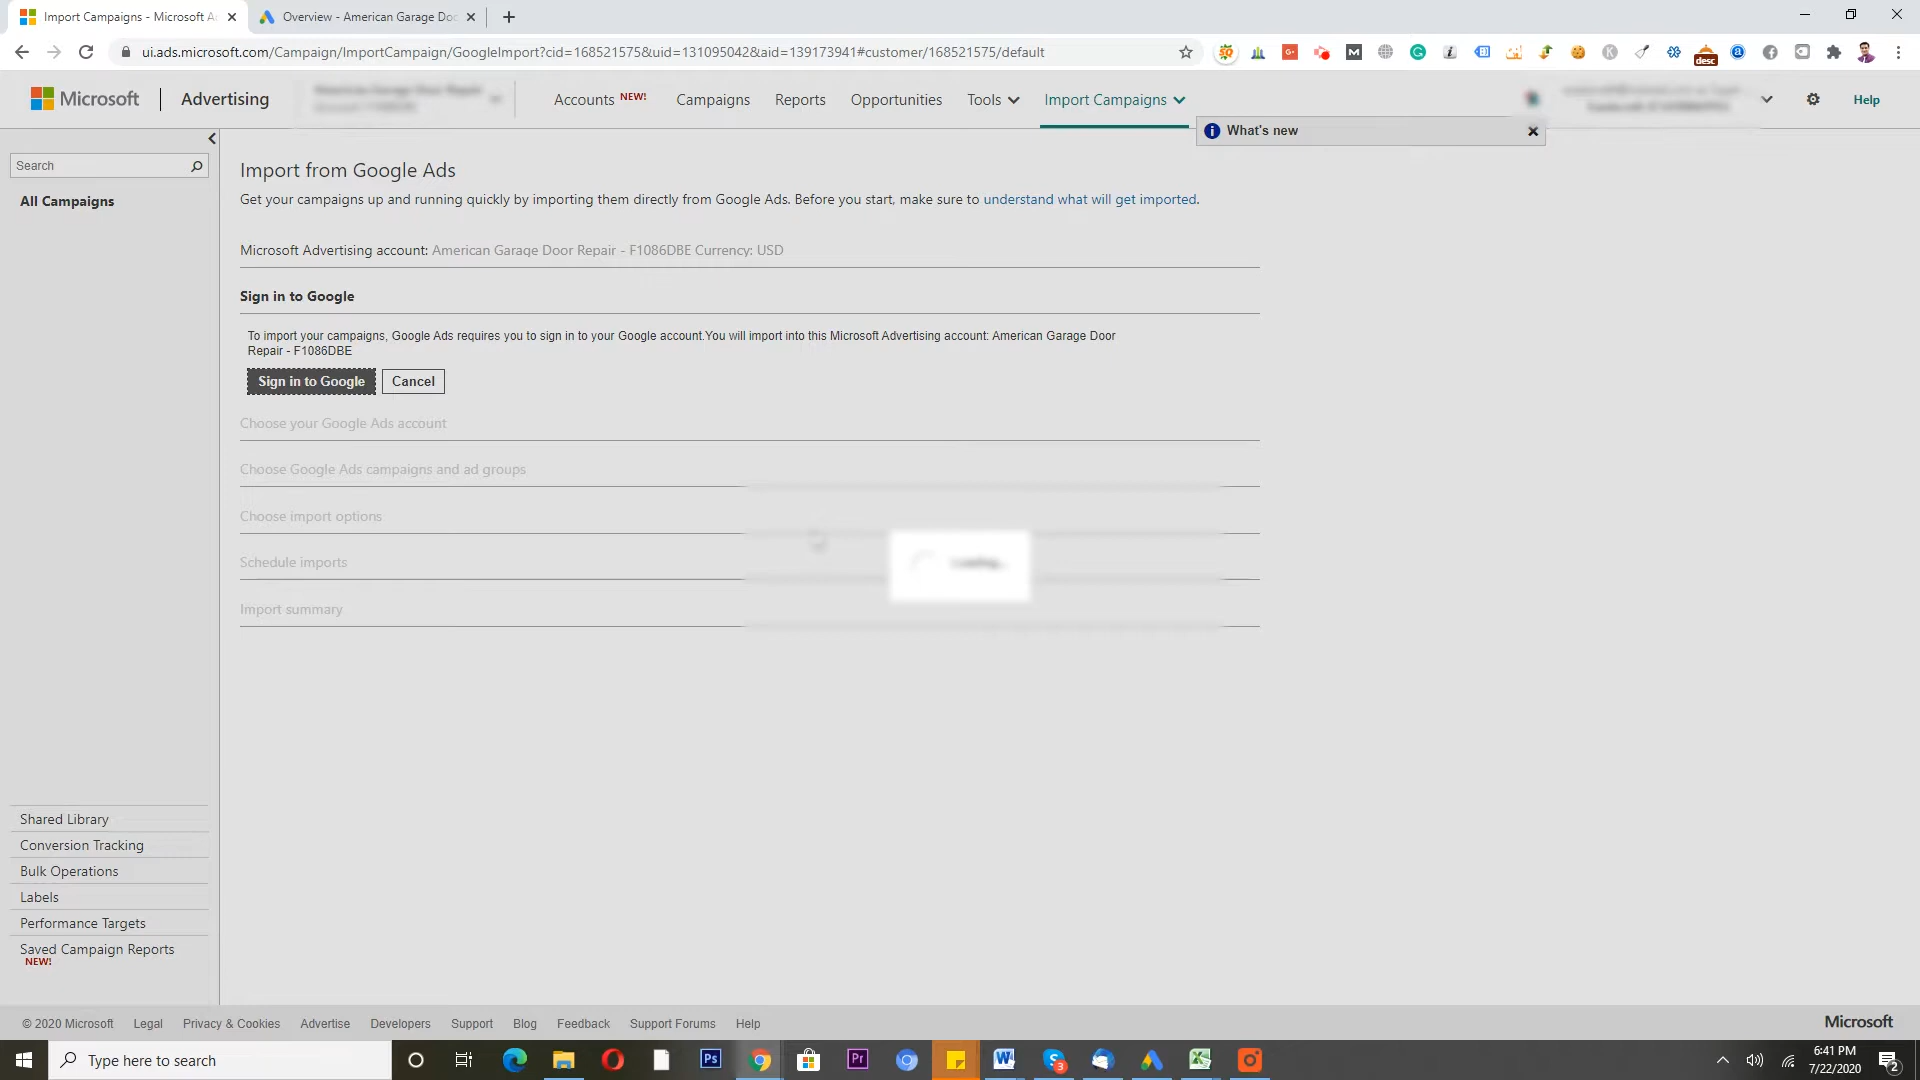 Import Campaigns - Microsoft A
Overview - American Garage Doo
ui.ads.microsoft.com/Campaign/ImportCampaign/GoogleImport?cid=168521575&uid=131095042&aid=139173941#customer/168521575/default
desc
Microsoft
Advertising
Accounts NEW!
Campaigns
Reports
Opportunities
Tools
Import Campaigns
Help
What's new
Search
All Campaigns
Import from Google Ads
Get your campaigns up and running quickly by importing them directly from Google Ads. Before you start, make sure to understand what will get imported.
Microsoft Advertising account: American Garage Door Repair - F1086DBE Currency: USD
Sign in to Google
To import your campaigns, Google Ads requires you to sign in to your Google account.You will import into this Microsoft Advertising account: American Garage Door
Repair - F1086DBE
Sign in to Google
Cancel
Choose your Google Ads account
Choose Google Ads campaigns and ad groups
Choose import options
Loading...
Schedule imports
Import summary
Shared Library
Conversion Tracking
Bulk Operations
Labels
Performance Targets
Saved Campaign Reports
NEW!
© 2020 Microsoft
Legal
Privacy & Cookies
Advertise
Developers
Support
Blog
Feedback
Support Forums
Help
Microsoft
Type here to search
6:41 PM
7/22/2020